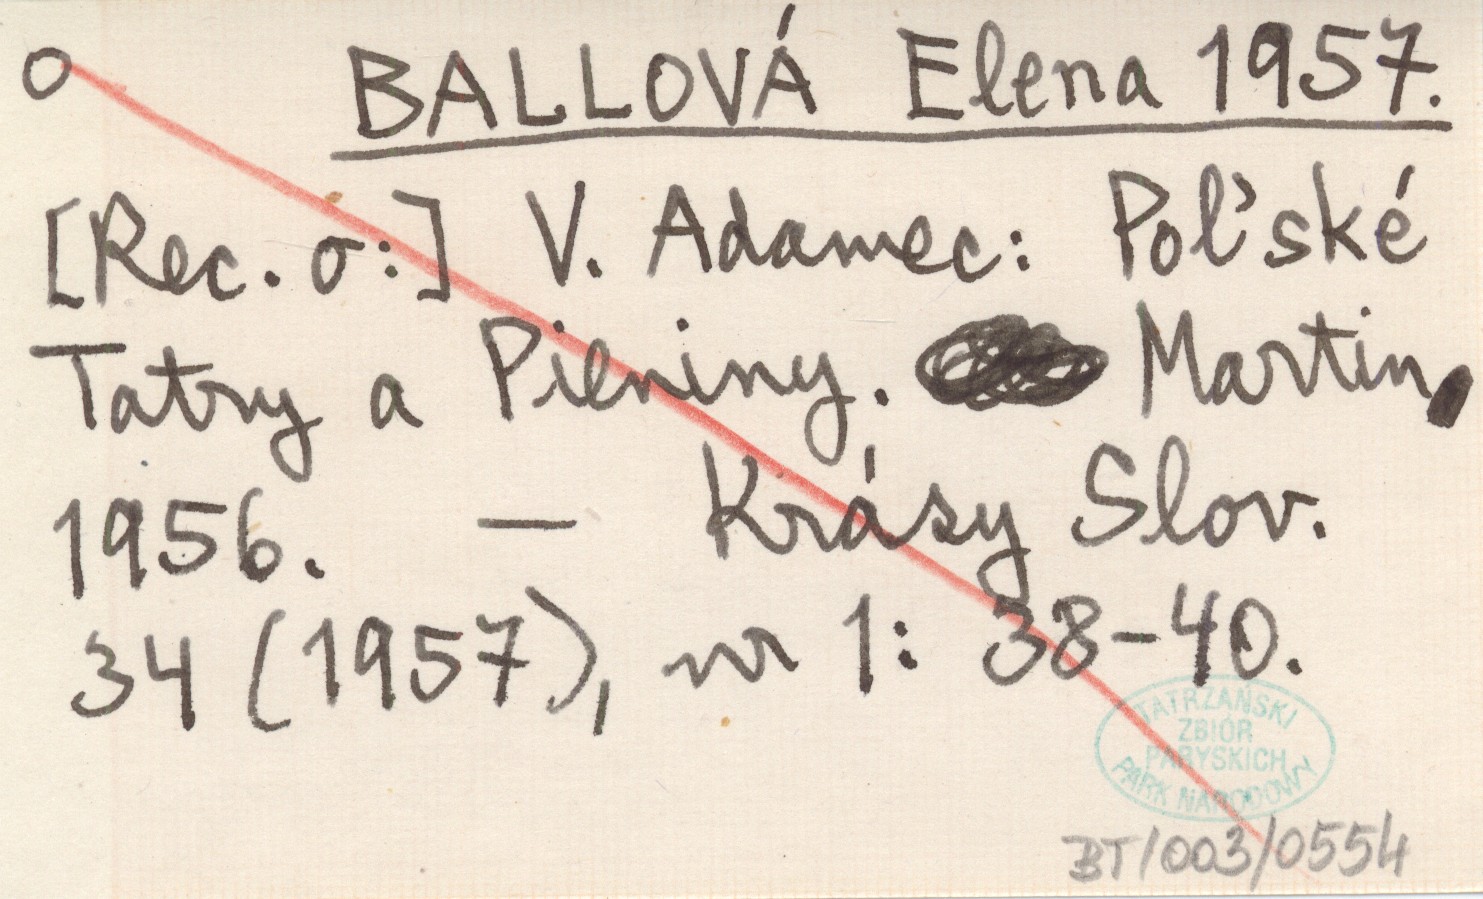 o BALLOVÁ Elena 1957.
[Rec. o:] V. Adamec: Poľské
Tatry a Pieniny. Martin,
1956. — Krásy Slov.
34 (1957), nr 1: 38-40.
TATRZAŃSKI
ZBIÓR
PARYSKICH
PARK NARODOWY
BT/003/0554